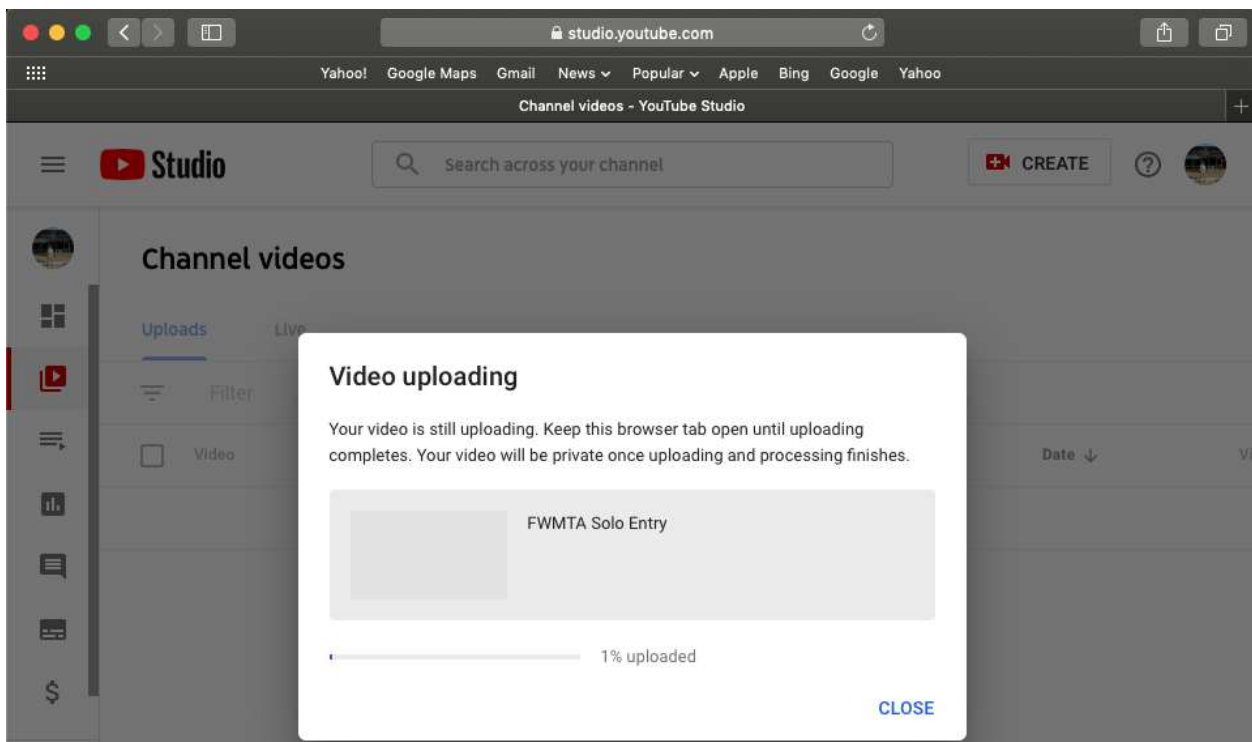 studio.youtube.com
Yahoo! Google Maps Gmail News Popular Apple Bing Google Yahoo
Channel videos - YouTube Studio
Studio
Search across your channel
CREATE
Channel videos
Uploads Live
Filter
Video uploading
Your video is still uploading. Keep this browser tab open until uploading
completes. Your video will be private once uploading and processing finishes.
Video
Date
FWMTA Solo Entry
1% uploaded
CLOSE